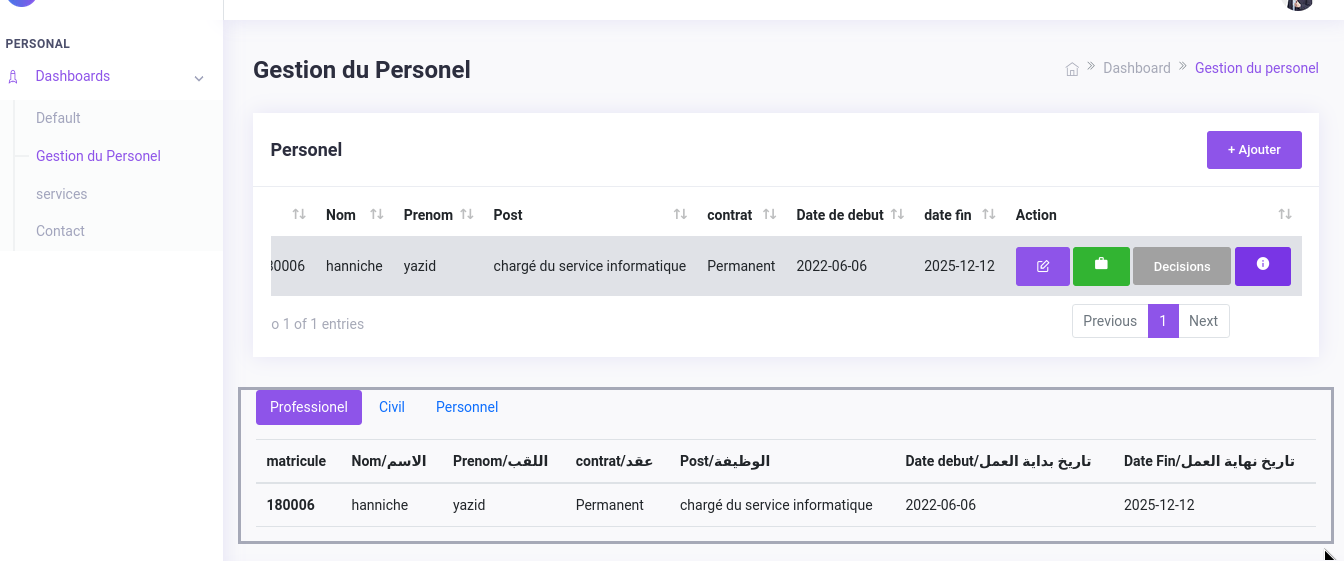 PERSONAL
Dashboards
Default
Gestion du Personel
services
Contact
Gestion du Personel
Dashboard
Gestion du personel
Personel
+ Ajouter
Nom Prenom Post contrat Date de debut date fin Action
hanniche yazid chargé du service informatique Permanent 2022-06-06 2025-12-12 Decisions
o 1 of 1 entries
Previous 1 Next
Professionel Civil Personnel
matricule Nom/الاسم Prenom/اللقب contrat/عقد Post/الوظيفة Date debut/تاريخ بداية العمل Date Fin/تاريخ نهاية العمل
180006 hanniche yazid Permanent chargé du service informatique 2022-06-06 2025-12-12